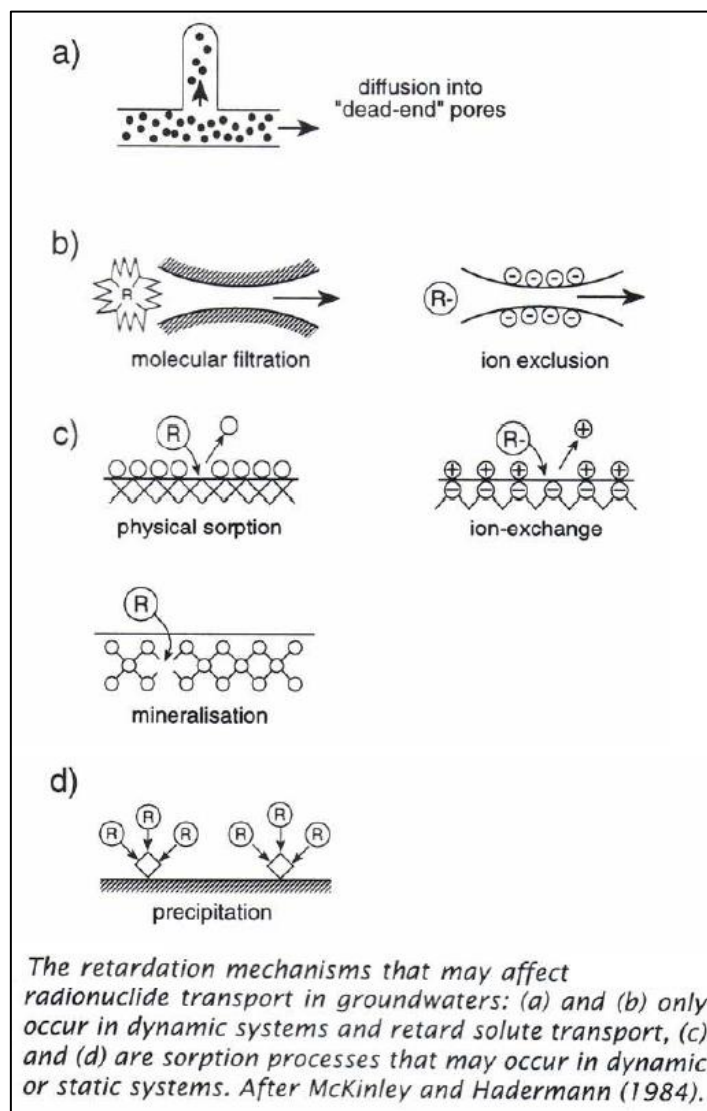 a)
diffusion into
"dead-end" pores
b)
R
R-
molecular filtration
ion exclusion
c)
R
R-
+
+ + + + +
- - - - - -
physical sorption
ion-exchange
R
mineralisation
d)
R R R R R R
precipitation
The retardation mechanisms that may affect
radionuclide transport in groundwaters: (a) and (b) only
occur in dynamic systems and retard solute transport, (c)
and (d) are sorption processes that may occur in dynamic
or static systems. After McKinley and Hadermann (1984).